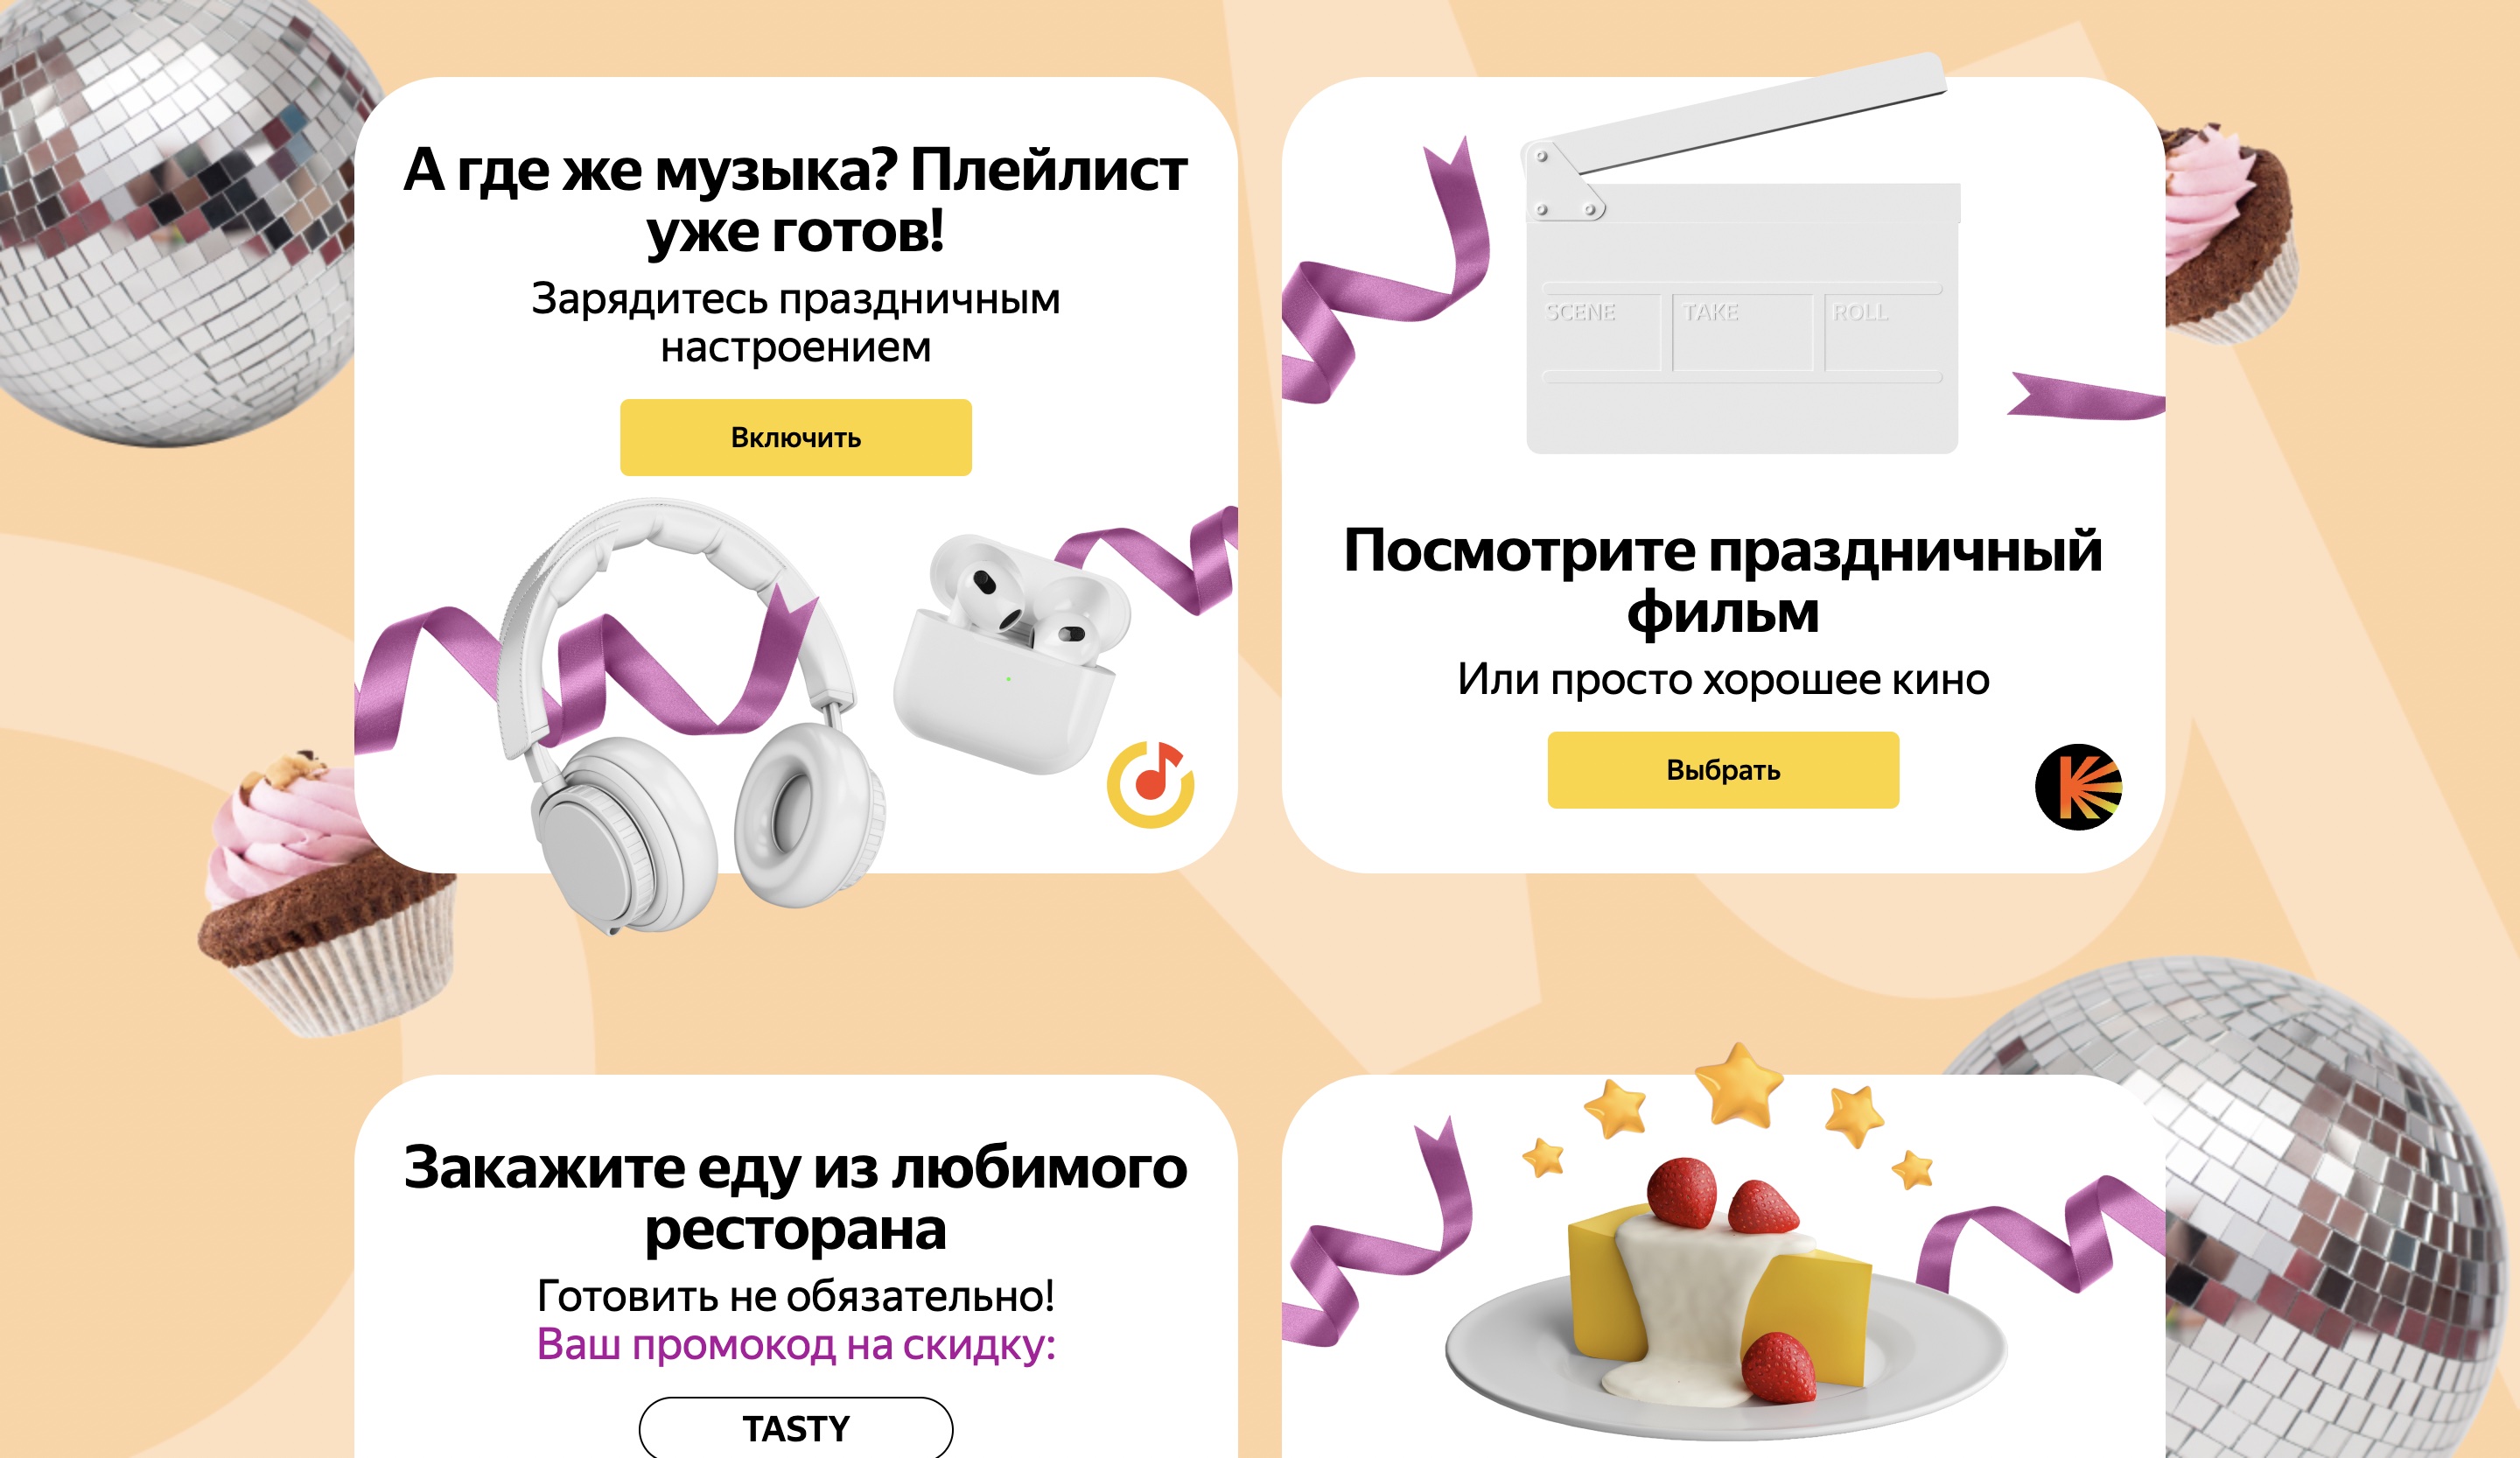 А где же музыка? Плейлист
уже готов!
Зарядитесь праздничным
настроением
Включить
SCENE TAKE ROLL
Посмотрите праздничный
фильм
Или просто хорошее кино
Выбрать
Закажите еду из любимого
ресторана
Готовить не обязательно!
Ваш промокод на скидку:
TASTY